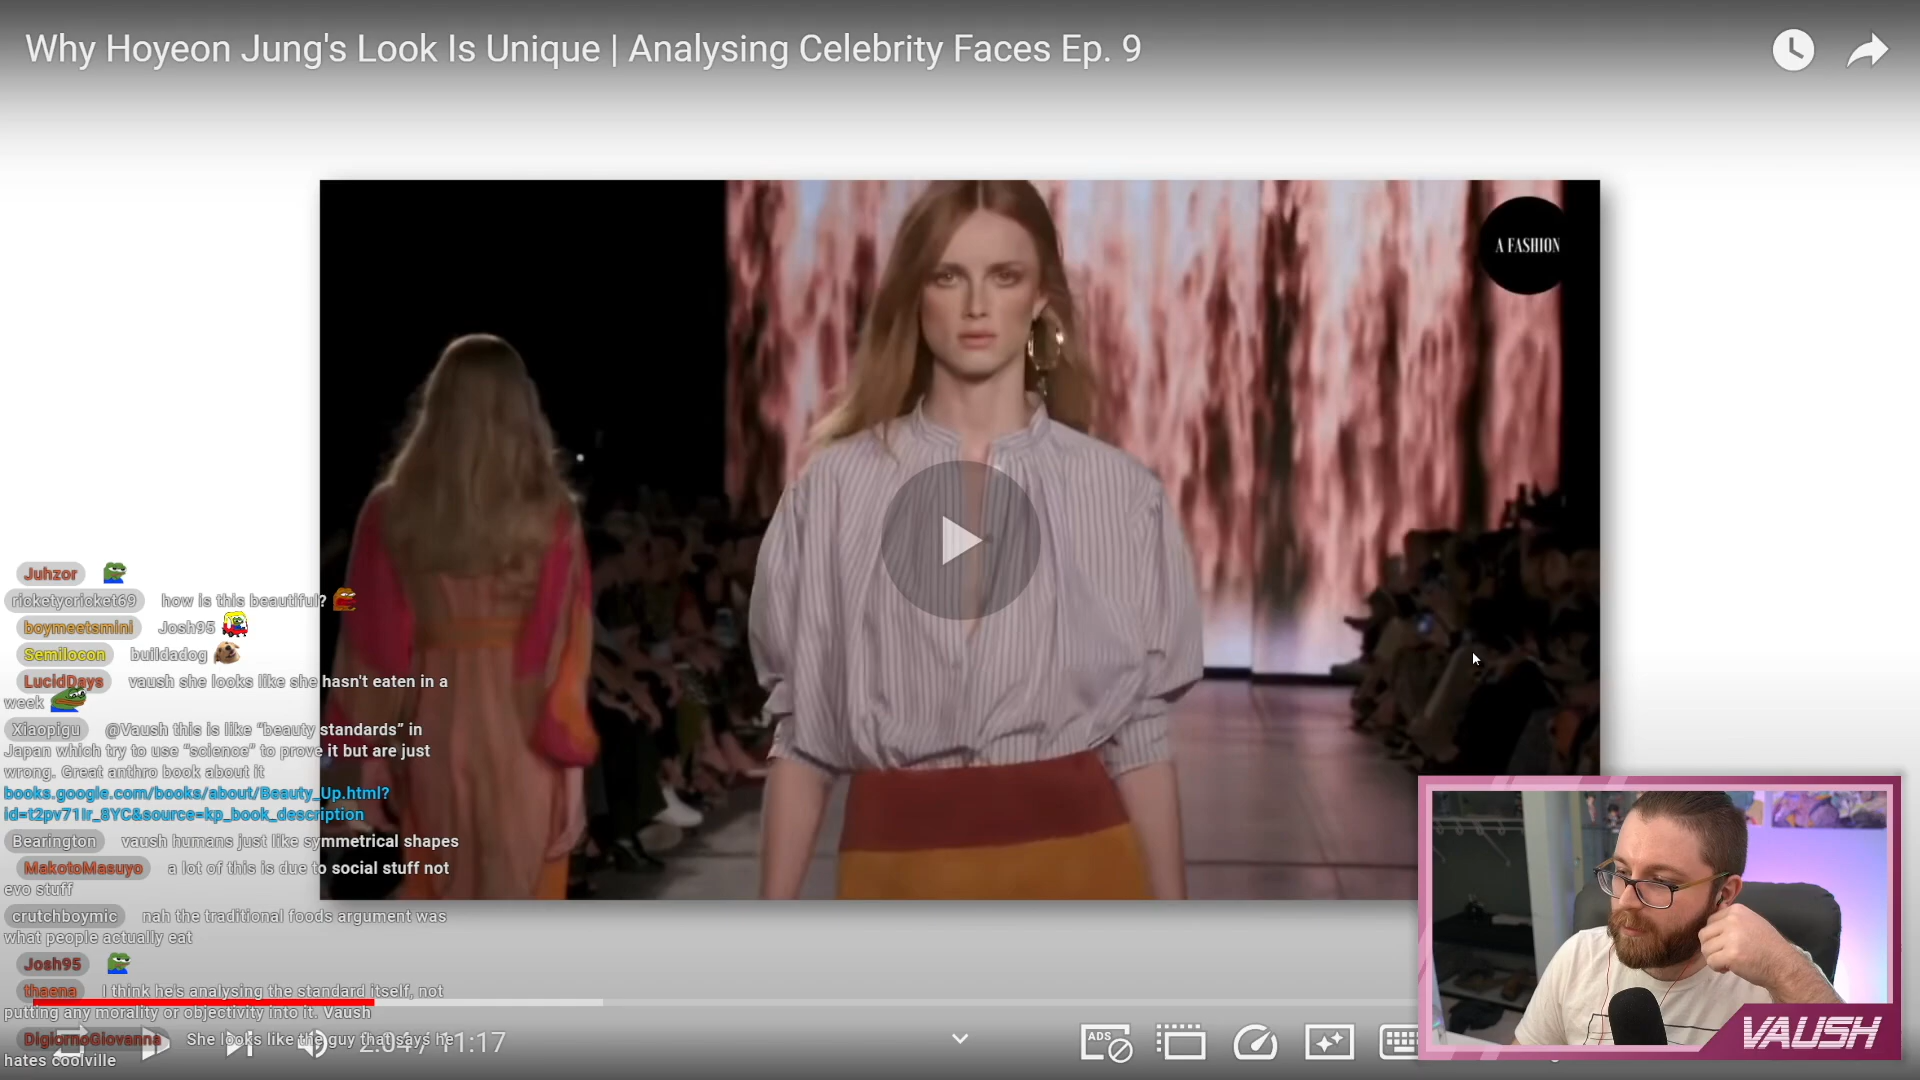 Why Hoyeon Jung's Look Is Unique | Analysing Celebrity Faces Ep. 9
A FASHION
Juhzor
ricketycricket69 how is this beautiful?
boymeetsmini Josh95
Semilocon buildadog
LucidDays vaush she looks like she hasn't eaten in a
week
Xiaopigu @Vaush this is like “beauty standards” in
Japan which try to use “science” to prove it but are just
wrong. Great anthro book about it
books.google.com/books/about/Beauty_Up.html?
id=t2pv71Ir_8YC&source=kp_book_description
Bearington vaush humans just like symmetrical shapes
MakotoMasuyo a lot of this is due to social stuff not
evo stuff
crutchboymic nah the traditional foods argument was
what people actually eat
Josh95
thaena I think he's analysing the standard itself, not
putting any morality or objectivity into it. Vaush
DigiornoGiovanna She looks like the guy that says he
hates coolville
2:04 / 11:17
ADS
VAUSH